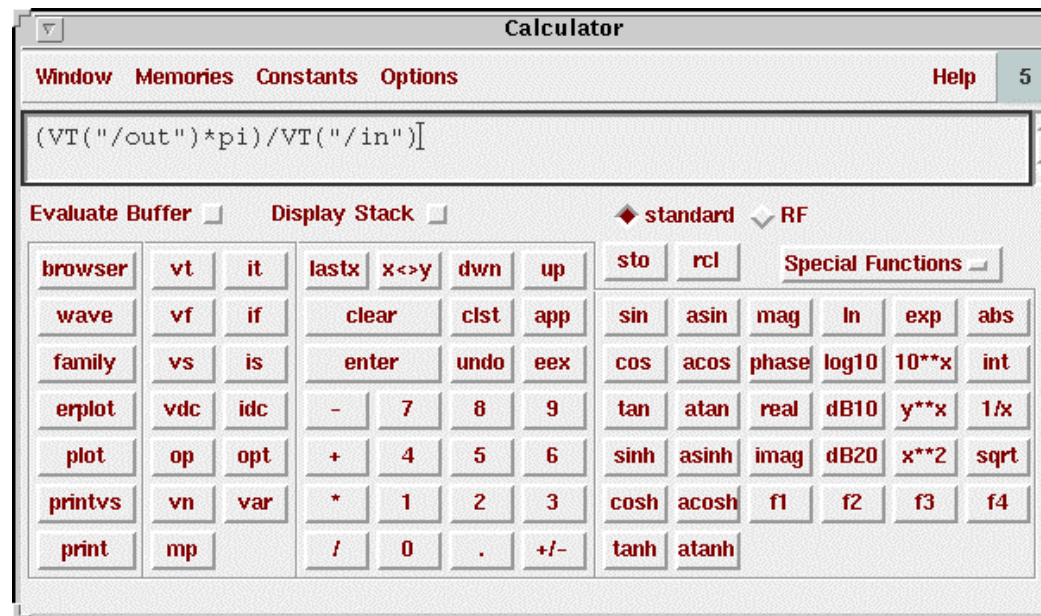 Calculator
Window Memories Constants Options Help 5
(VT("/out")*pi)/VT("/in")
Evaluate Buffer Display Stack standard RF
browser vt it lastx x<>y dwn up sto rcl Special Functions
wave vf if clear clst app sin asin mag ln exp abs
family vs is enter undo eex cos acos phase log10 10**x int
erplot vdc idc - 7 8 9 tan atan real dB10 y**x 1/x
plot op opt + 4 5 6 sinh asinh imag dB20 x**2 sqrt
printvs vn var * 1 2 3 cosh acosh f1 f2 f3 f4
print mp / 0 . +/- tanh atanh